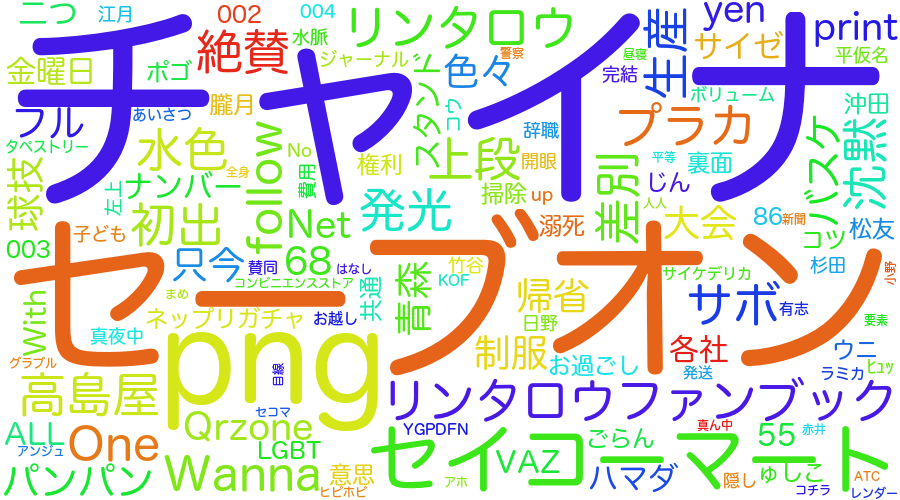 二つ
江月
002
004
リンタロウ
yen
print
チャイナ
絶賛
水脈
ジャーナル
警察
色々
昼寝
完結
生産
サイゼ
平仮名
金曜日
ポゴ
スタンド
コウ
ボリューム
沖田
フル
あいさつ
朧月
プラカ
タペストリー
水色
follow
No
権利
上段
辞職
開眼
平等
裏面
バスケ
沈黙
球技
左上
ナンバー
全身
費用
掃除
up
差別
じん
人人
初出
Net
発光
溺死
大会
86
新聞
松友
003
子ども
コツ
只今
68
賛同
はなし
竹谷
サイケデリカ
杉田
小野
セーブオン
コンビニエンスストア
共通
KOF
青森
帰省
サボ
有志
要素
With
まめ
真夜中
ネップリガチャ
お越し
日野
グラブル
png
目線
制服
各社
ウニ
ヒュッ
お過ごし
発送
ラミカ
高島屋
セコマ
リンタロウファンブック
Qrzone
YGPDFN
真ん中
赤井
ALL
One
アンジュ
LGBT
セイコーマート
VAZ
ごらん
55
パンパン
Wanna
意思
ヒピホピ
アホ
ハマダ
隠し
ゆしこ
ATC
コチラ
レンダー